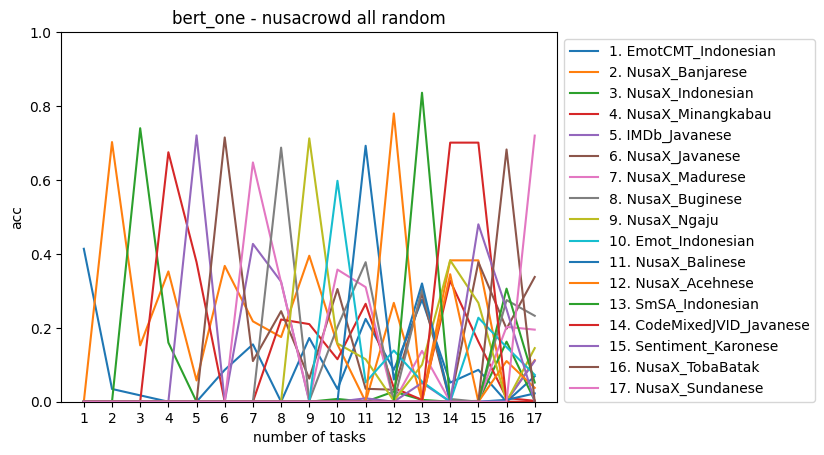 bert_one - nusacrowd all random
1.0
0.8
0.6
0.4
0.2
0.0
acc
1 2 3 4 5 6 7 8 9 10 11 12 13 14 15 16 17
number of tasks
1. EmotCMT_Indonesian
2. NusaX_Banjarese
3. NusaX_Indonesian
4. NusaX_Minangkabau
5. IMDb_Javanese
6. NusaX_Javanese
7. NusaX_Madurese
8. NusaX_Buginese
9. NusaX_Ngaju
10. Emot_Indonesian
11. NusaX_Balinese
12. NusaX_Acehnese
13. SmSA_Indonesian
14. CodeMixedJVID_Javanese
15. Sentiment_Karonese
16. NusaX_TobaBatak
17. NusaX_Sundanese